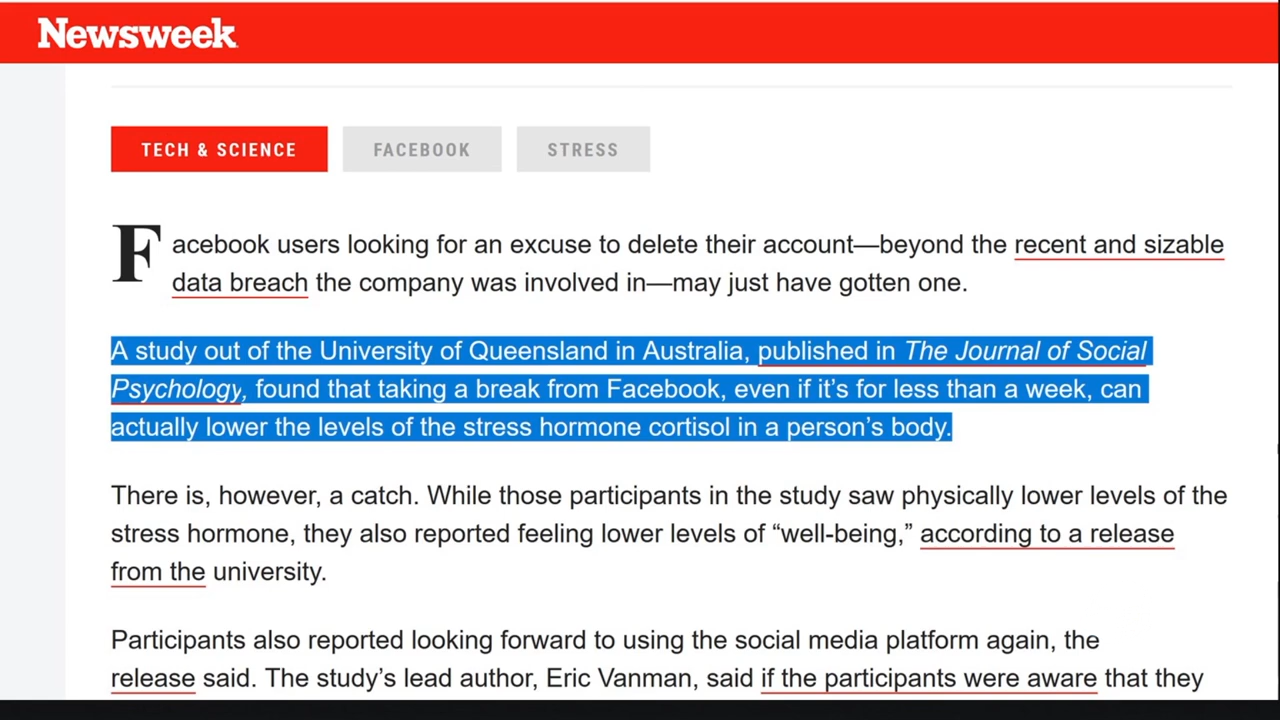 Newsweek
TECH & SCIENCE
FACEBOOK
STRESS
Facebook users looking for an excuse to delete their account—beyond the recent and sizable
data breach the company was involved in—may just have gotten one.
A study out of the University of Queensland in Australia, published in The Journal of Social
Psychology, found that taking a break from Facebook, even if it’s for less than a week, can
actually lower the levels of the stress hormone cortisol in a person’s body.
There is, however, a catch. While those participants in the study saw physically lower levels of the
stress hormone, they also reported feeling lower levels of “well-being,” according to a release
from the university.
Participants also reported looking forward to using the social media platform again, the
release said. The study’s lead author, Eric Vanman, said if the participants were aware that they